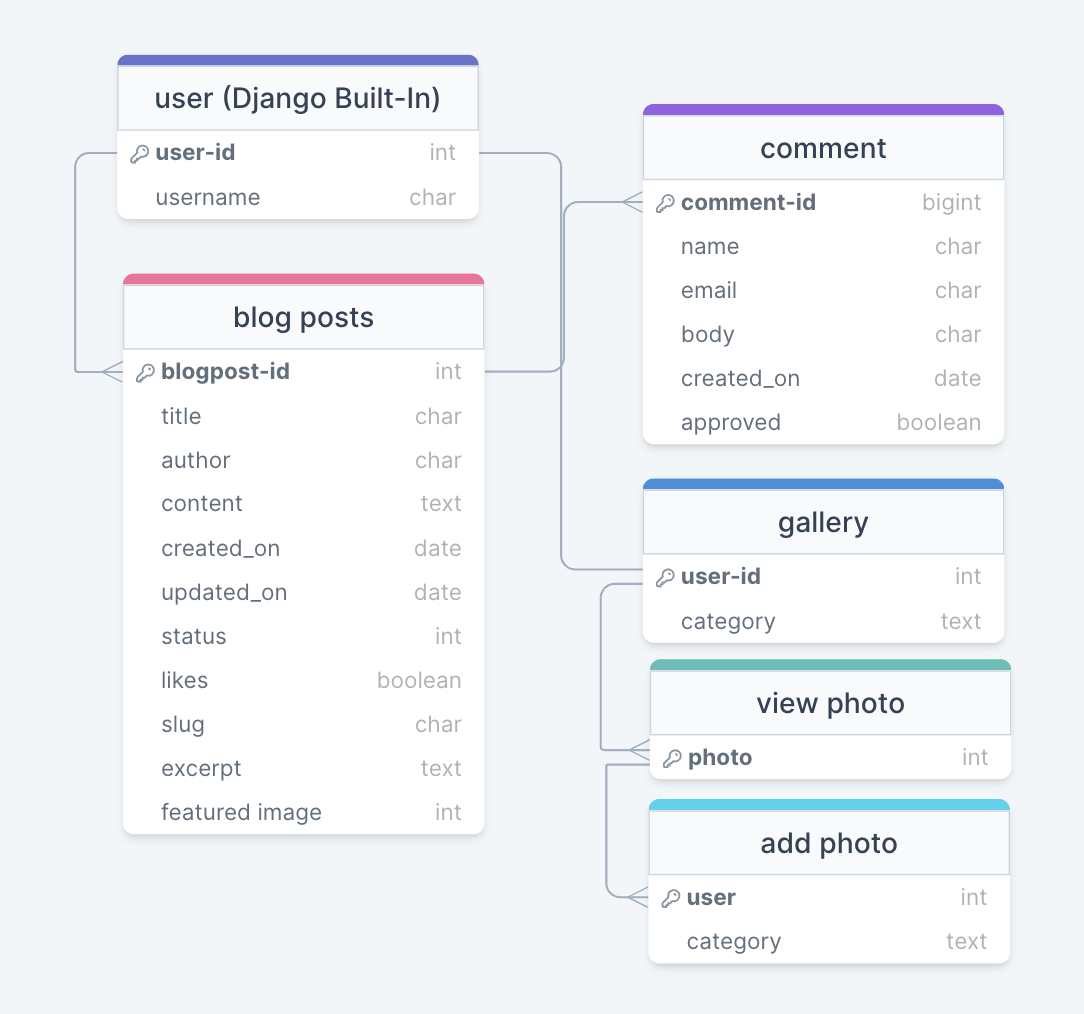 user (Django Built-In)
user-id int
username char
blog posts
blogpost-id int
title char
author char
content text
created_on date
updated_on date
status int
likes boolean
slug char
excerpt text
featured image int
comment
comment-id bigint
name char
email char
body char
created_on date
approved boolean
gallery
user-id int
category text
view photo
photo int
add photo
user int
category text